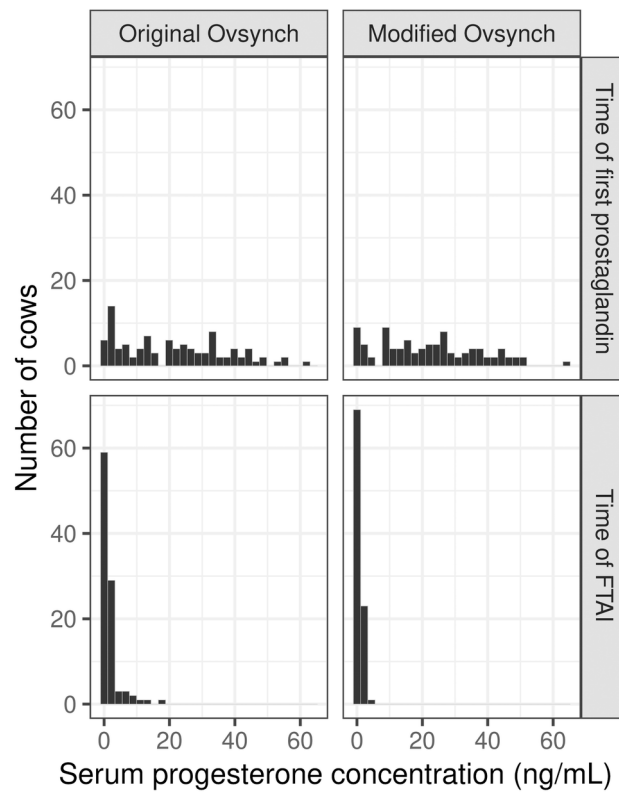 Original Ovsynch
Modified Ovsynch
Time of first prostaglandin
60
40
20
0
Number of cows
Time of FTAI
60
40
20
0
0 20 40 60
0 20 40 60
Serum progesterone concentration (ng/mL)